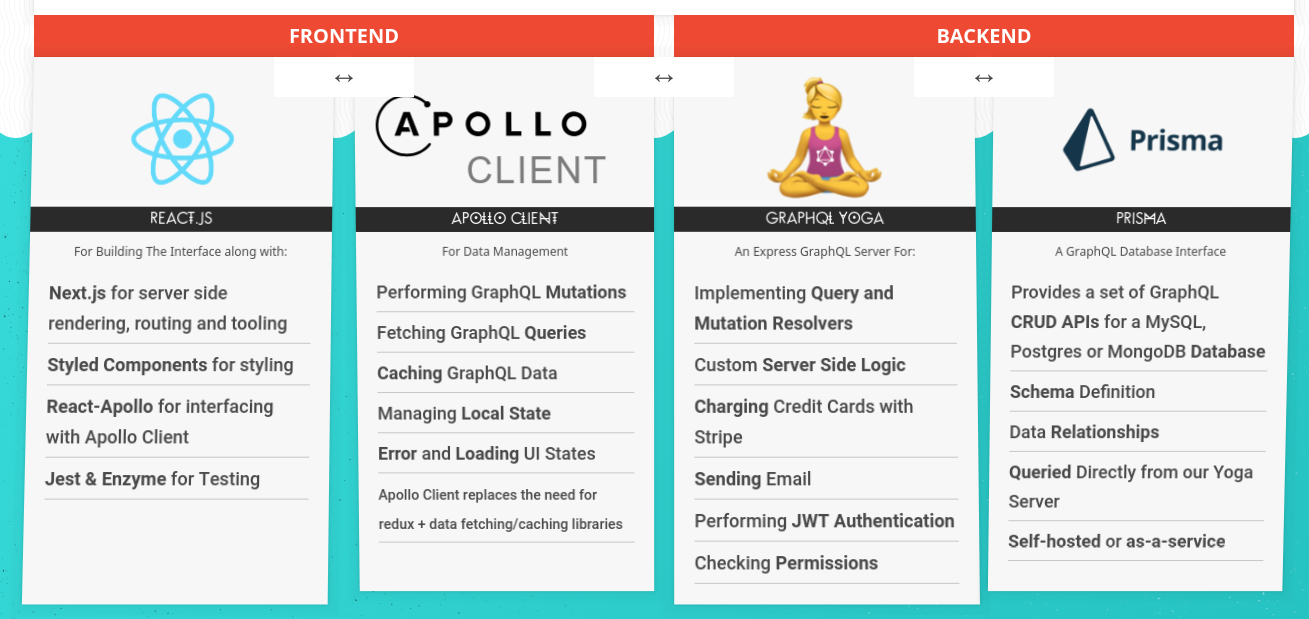 FRONTEND
BACKEND
↔
↔
↔
APOLLO
CLIENT
Prisma
REACT.JS
For Building The Interface along with:
Next.js for server side
rendering, routing and tooling
Styled Components for styling
React-Apollo for interfacing
with Apollo Client
Jest & Enzyme for Testing
APOLLO CLIENT
For Data Management
Performing GraphQL Mutations
Fetching GraphQL Queries
Caching GraphQL Data
Managing Local State
Error and Loading UI States
Apollo Client replaces the need for
redux + data fetching/caching libraries
GRAPHQL YOGA
An Express GraphQL Server For:
Implementing Query and
Mutation Resolvers
Custom Server Side Logic
Charging Credit Cards with
Stripe
Sending Email
Performing JWT Authentication
Checking Permissions
PRISMA
A GraphQL Database Interface
Provides a set of GraphQL
CRUD APIs for a MySQL,
Postgres or MongoDB Database
Schema Definition
Data Relationships
Queried Directly from our Yoga
Server
Self-hosted or as-a-service